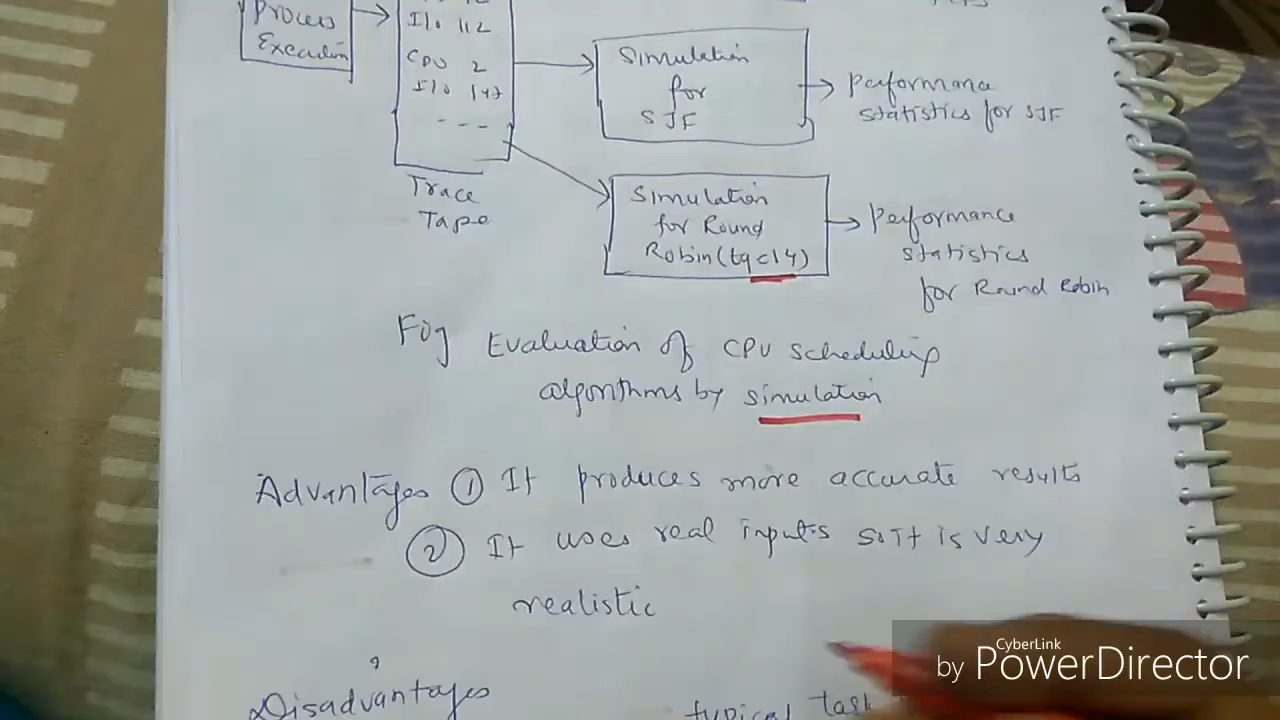 Process
Execution
I/o 112
CPU 2
I/o 147
- - -
Trace
Tape
Simulation
for
SJF
Performance
statistics for SJF
Simulation
for Round
Robin (tq=14)
Performance
statistics
for Round Robin
Fig Evaluation of CPU scheduling
algorithms by simulation
Advantages ① It produces more accurate results
② It uses real inputs so it is very
realistic
Disadvantages
typical task
CyberLink
by PowerDirector